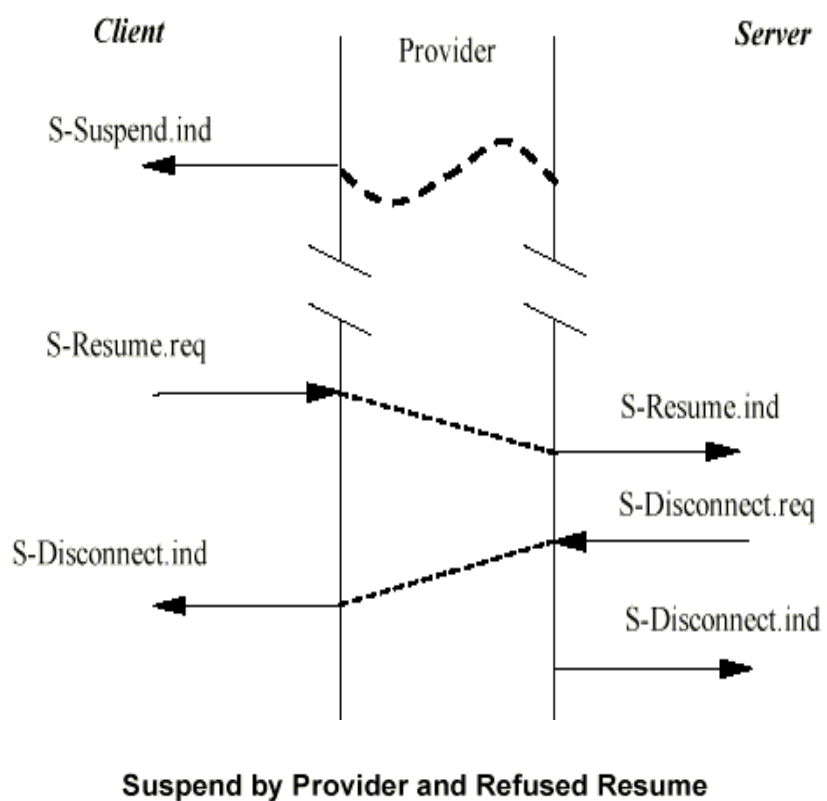 Client
Provider
Server
S-Suspend.ind
S-Resume.req
S-Resume.ind
S-Disconnect.req
S-Disconnect.ind
S-Disconnect.ind
Suspend by Provider and Refused Resume